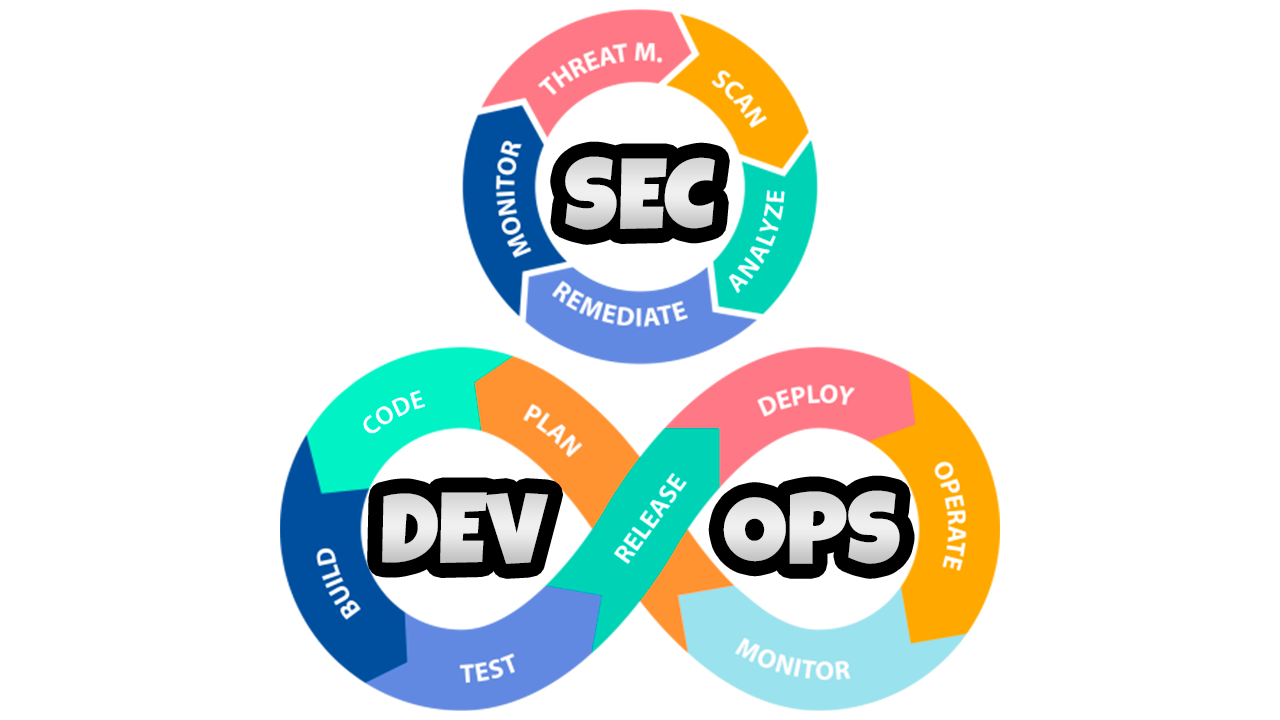 THREAT M.
SCAN
ANALYZE
REMEDIATE
MONITOR
SEC
PLAN
CODE
BUILD
TEST
RELEASE
DEPLOY
OPERATE
MONITOR
DEV
OPS